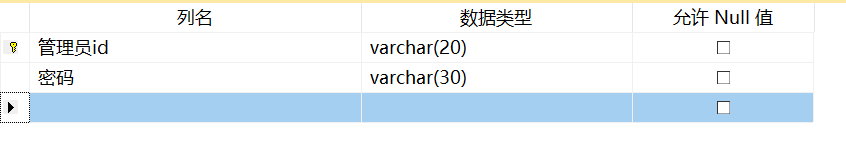 列名 数据类型 允许 Null 值
管理员id varchar(20)
密码 varchar(30)